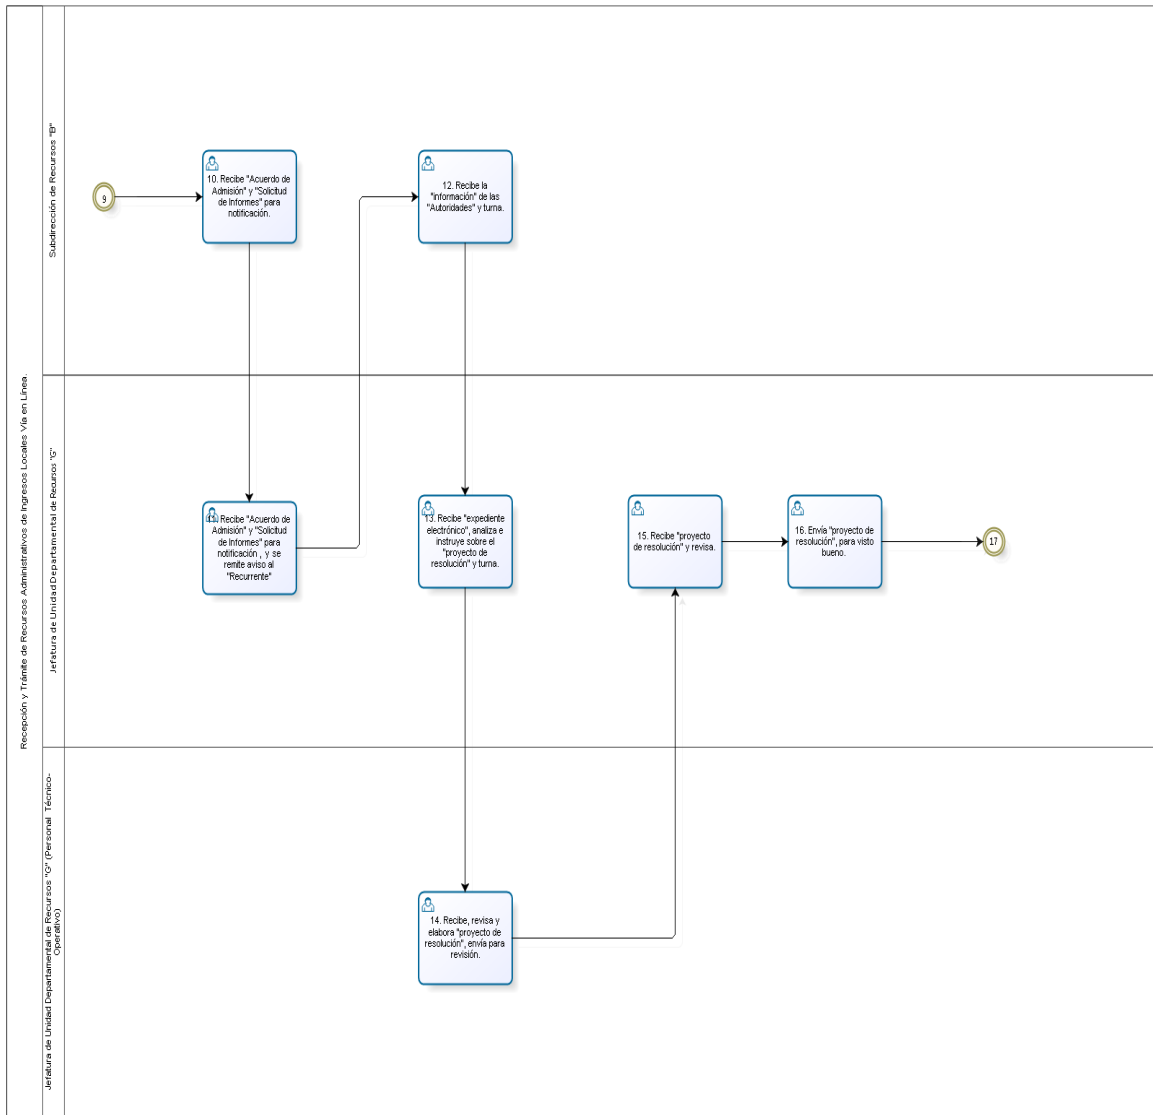 Recepción y Trámite de Recursos Administrativos de Ingresos Locales Vía en Línea.
Subdirección de Recursos "B"
9
10. Recibe "Acuerdo de
Admisión" y "Solicitud
de Informes" para
notificación.
12. Recibe la
"información" de las
"Autoridades" y turna.
Jefatura de Unidad Departamental de Recursos "G"
11. Recibe "Acuerdo de
Admisión" y "Solicitud
de Informes" para
notificación , y se
remite aviso al
"Recurrente"
13. Recibe "expediente
electrónico", analiza e
instruye sobre el
"proyecto de
resolución" y turna.
15. Recibe "proyecto
de resolución" y revisa.
16. Envía "proyecto de
resolución", para visto
bueno.
17
Jefatura de Unidad Departamental de Recursos "G" (Personal Técnico-
Operativo)
14. Recibe, revisa y
elabora "proyecto de
resolución", envía para
revisión.